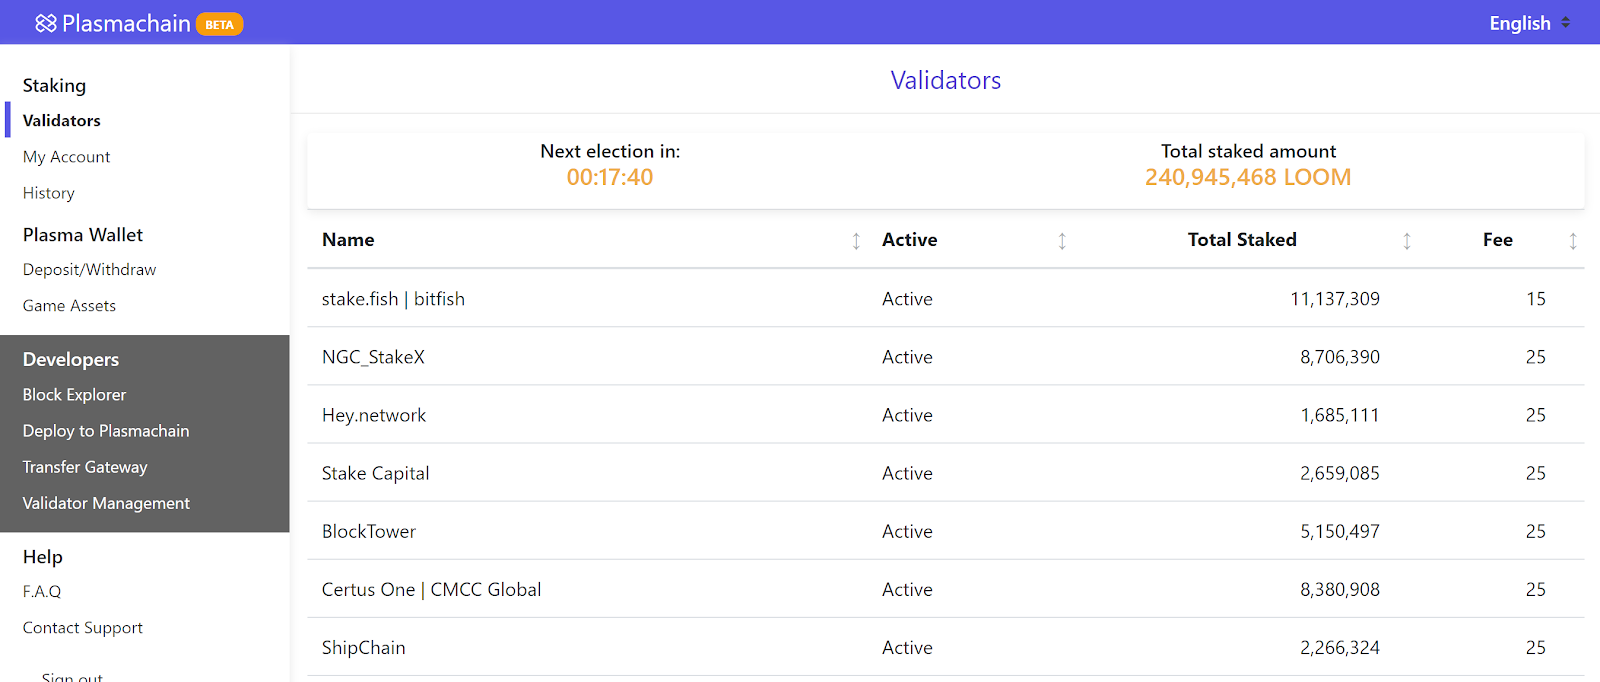 Plasmachain BETA
English
Staking
Validators
My Account
History
Plasma Wallet
Deposit/Withdraw
Game Assets
Developers
Block Explorer
Deploy to Plasmachain
Transfer Gateway
Validator Management
Help
F.A.Q
Contact Support
Sign out
Validators
Next election in:
00:17:40
Total staked amount
240,945,468 LOOM
Name Active Total Staked Fee
stake.fish | bitfish Active 11,137,309 15
NGC_StakeX Active 8,706,390 25
Hey.network Active 1,685,111 25
Stake Capital Active 2,659,085 25
BlockTower Active 5,150,497 25
Certus One | CMCC Global Active 8,380,908 25
ShipChain Active 2,266,324 25